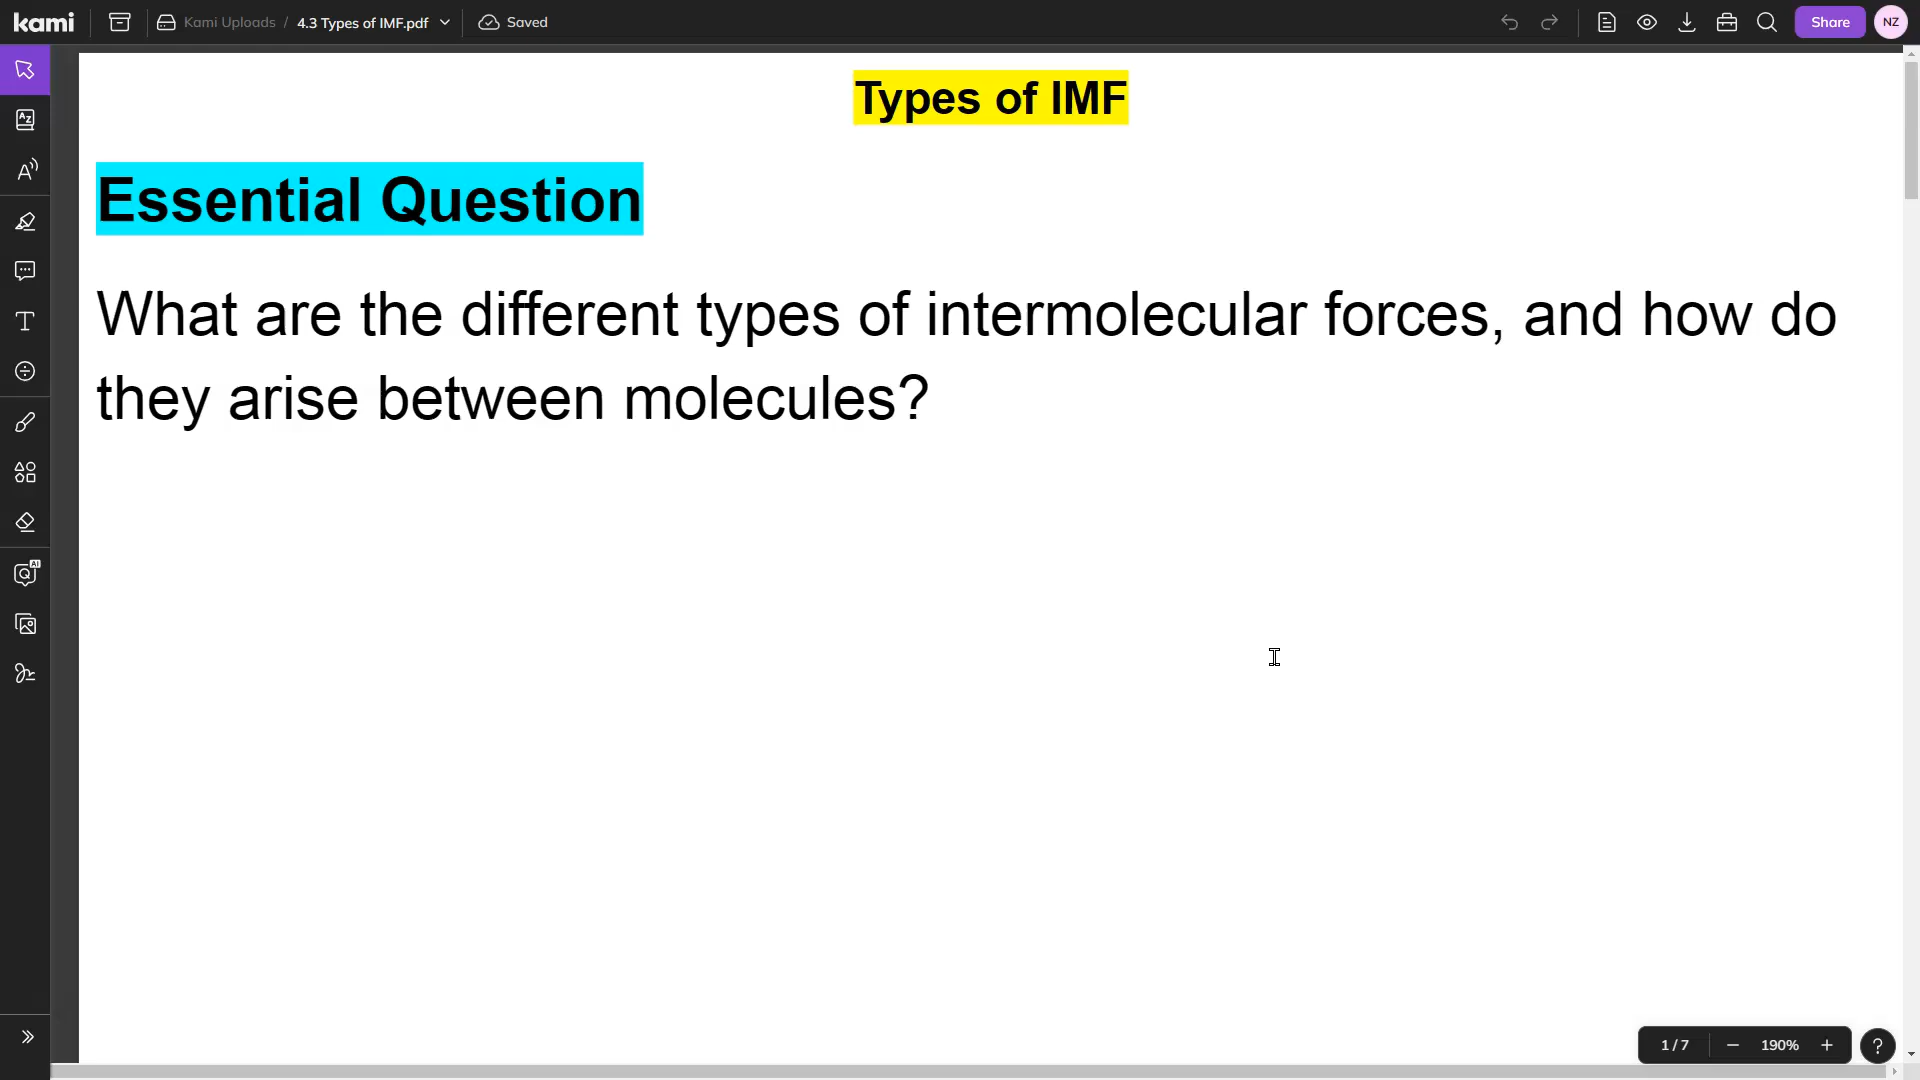 kami Kami Uploads / 4.3 Types of IMF.pdf Saved Share NZ
Types of IMF
Essential Question
What are the different types of intermolecular forces, and how do
they arise between molecules?
1 / 7 − 190% + ?